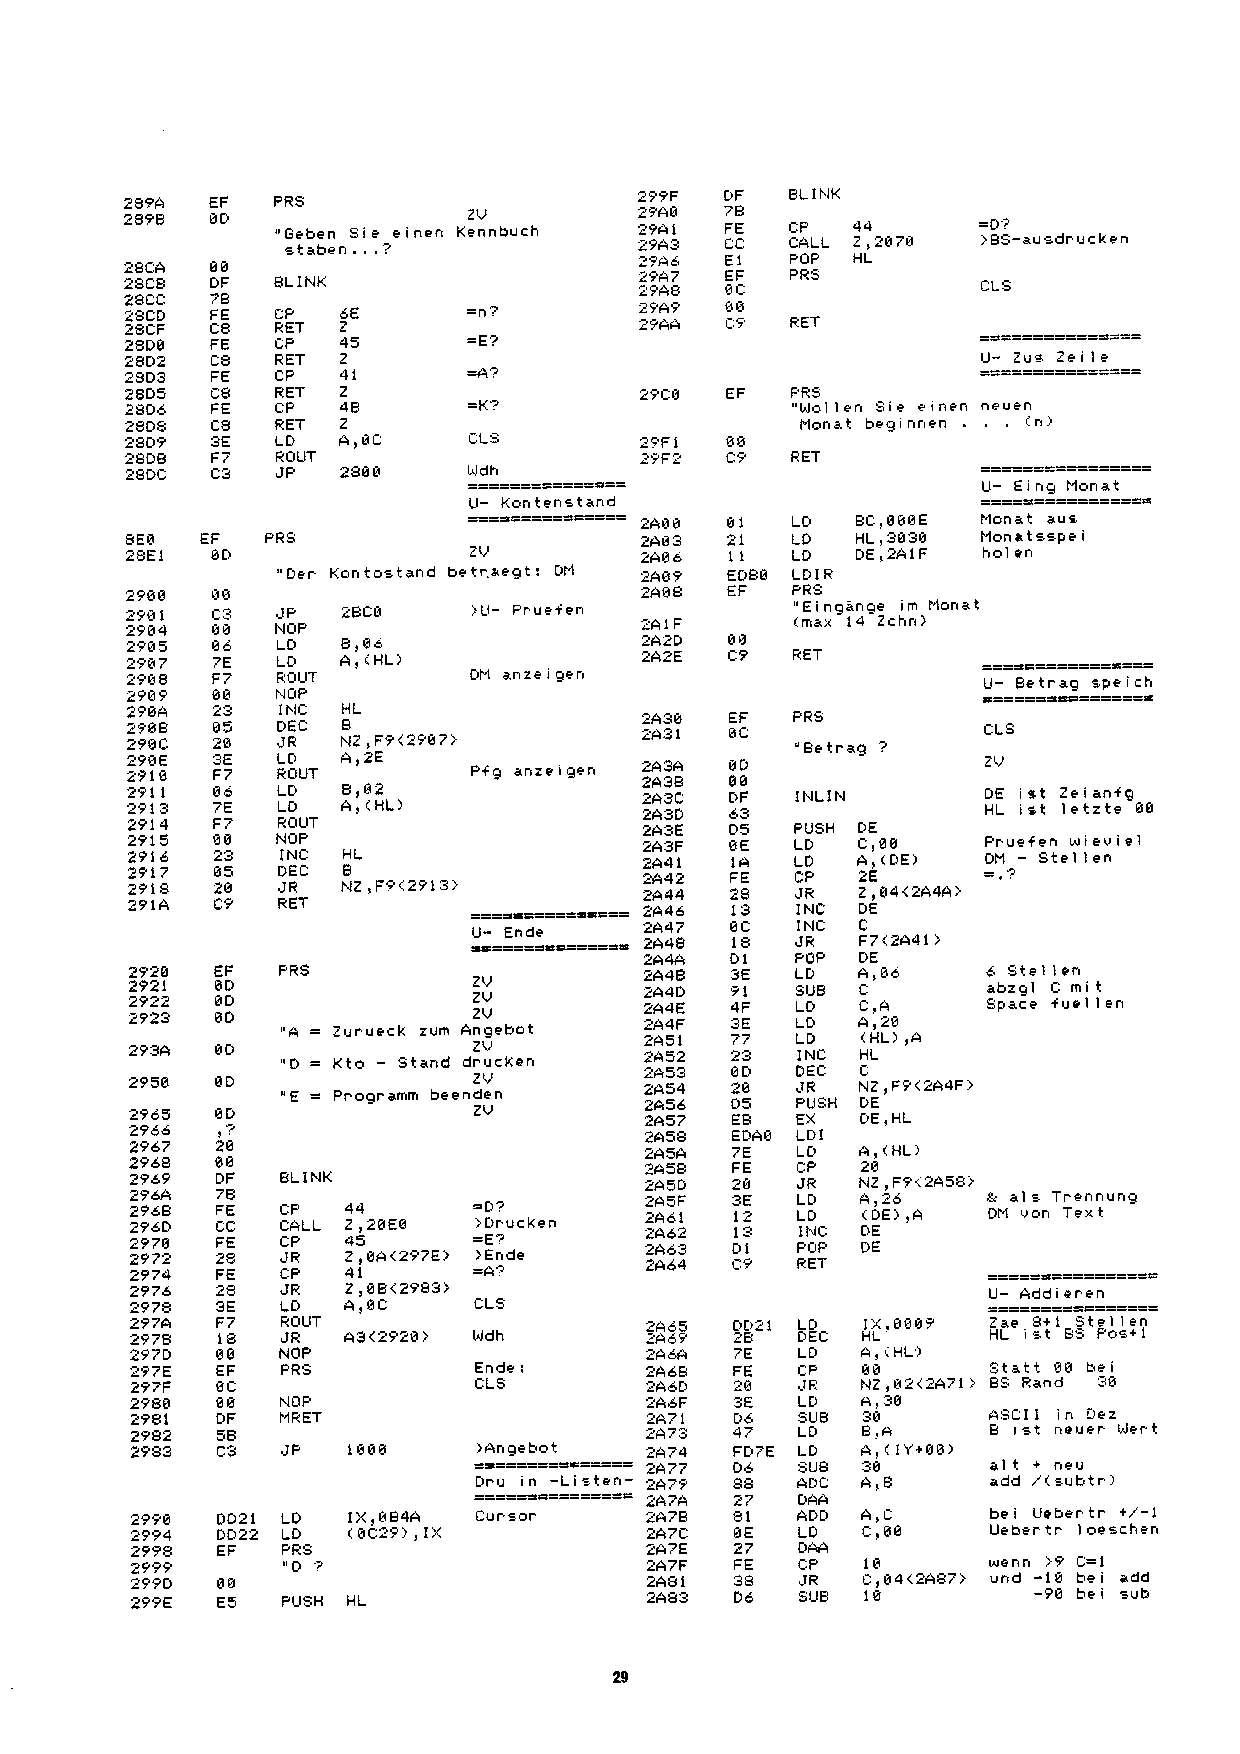 289A EF PRS
289B 0D ZV
"Geben Sie einen Kennbuch
staben...?
28CA 00
28CB DF BLINK
28CC 7B
28CD FE CP 6E =n?
28CF C8 RET Z
28D0 FE CP 45 =E?
28D2 C8 RET Z
28D3 FE CP 41 =A?
28D5 C8 RET Z
28D6 FE CP 4B =K?
28D8 C8 RET Z
28D9 3E LD A,0C CLS
28DB F7 ROUT
28DC C3 JP 2800 Wdh
===============
U- Kontenstand
===============
8E0 EF PRS
28E1 0D ZV
"Der Kontostand betraegt: DM
2900 00
2901 C3 JP 2BC0 >U- Pruefen
2904 00 NOP
2905 06 LD B,06
2907 7E LD A,(HL)
2908 F7 ROUT DM anzeigen
2909 00 NOP
290A 23 INC HL
290B 05 DEC B
290C 20 JR NZ,F9<2907>
290E 3E LD A,2E
2910 F7 ROUT Pfg anzeigen
2911 06 LD B,02
2913 7E LD A,(HL)
2914 F7 ROUT
2915 00 NOP
2916 23 INC HL
2917 05 DEC B
2918 20 JR NZ,F9<2913>
291A C9 RET
===============
U- Ende
===============
2920 EF PRS
2921 0D ZV
2922 0D ZV
2923 0D ZV
"A = Zurueck zum Angebot
293A 0D ZV
"D = Kto - Stand drucken
2950 0D ZV
"E = Programm beenden
2965 0D ZV
2966 ,?
2967 20
2968 00
2969 DF BLINK
296A 7B
296B FE CP 44 =D?
296D CC CALL Z,20E0 >Drucken
2970 FE CP 45 =E?
2972 28 JR Z,0A<297E> >Ende
2974 FE CP 41 =A?
2976 28 JR Z,0B<2983>
2978 3E LD A,0C CLS
297A F7 ROUT
297B 18 JR A3<2920> Wdh
297D 00 NOP
297E EF PRS Ende:
297F 0C CLS
2980 00 NOP
2981 DF MRET
2982 5B
2983 C3 JP 1000 >Angebot
===============
Dru in -Listen-
===============
2990 DD21 LD IX,0B4A Cursor
2994 DD22 LD (0C29),IX
2998 EF PRS
2999 "D ?
299D 00
299E E5 PUSH HL
299F DF BLINK
29A0 7B
29A1 FE CP 44 =D?
29A3 CC CALL Z,2070 >BS-ausdrucken
29A6 E1 POP HL
29A7 EF PRS
29A8 0C CLS
29A9 00
29AA C9 RET
===============
U- Zus Zeile
===============
29C0 EF PRS
"Wollen Sie einen neuen
Monat beginnen . . . (n)
29F1 00
29F2 C9 RET
================
U- Eing Monat
================
2A00 01 LD BC,000E Monat aus
2A03 21 LD HL,3030 Monatsspei
2A06 11 LD DE,2A1F holen
2A09 EDB0 LDIR
2A0B EF PRS
"Eingänge im Monat
2A1F (max 14 Zchn)
2A2D 00
2A2E C9 RET
================
U- Betrag speich
================
2A30 EF PRS
2A31 0C CLS
"Betrag ?
2A3A 0D ZV
2A3B 00
2A3C DF INLIN DE ist Zeianfg
2A3D 63 HL ist letzte 00
2A3E D5 PUSH DE
2A3F 0E LD C,00 Pruefen wieviel
2A41 1A LD A,(DE) DM - Stellen
2A42 FE CP 2E =.?
2A44 28 JR Z,04<2A4A>
2A46 13 INC DE
2A47 0C INC C
2A48 18 JR F7<2A41>
2A4A D1 POP DE
2A4B 3E LD A,06 6 Stellen
2A4D 91 SUB C abzgl C mit
2A4E 4F LD C,A Space fuellen
2A4F 3E LD A,20
2A51 77 LD (HL),A
2A52 23 INC HL
2A53 0D DEC C
2A54 20 JR NZ,F9<2A4F>
2A56 D5 PUSH DE
2A57 EB EX DE,HL
2A58 EDA0 LDI
2A5A 7E LD A,(HL)
2A5B FE CP 20
2A5D 20 JR NZ,F9<2A58>
2A5F 3E LD A,26 & als Trennung
2A61 12 LD (DE),A DM von Text
2A62 13 INC DE
2A63 D1 POP DE
2A64 C9 RET
================
U- Addieren
================
2A65 DD21 LD IX,0009 Zae 8+1 Stellen
2A69 2B DEC HL HL ist BS Pos+1
2A6A 7E LD A,(HL)
2A6B FE CP 00 Statt 00 bei
2A6D 20 JR NZ,02<2A71> BS Rand 30
2A6F 3E LD A,30
2A71 D6 SUB 30 ASCII in Dez
2A73 47 LD B,A B ist neuer Wert
2A74 FD7E LD A,(IY+00)
2A77 D6 SUB 30 alt + neu
2A79 88 ADC A,B add /(subtr)
2A7A 27 DAA
2A7B 81 ADD A,C bei Uebertr +/-1
2A7C 0E LD C,00 Uebertr loeschen
2A7E 27 DAA
2A7F FE CP 10 wenn >9 C=1
2A81 38 JR C,04<2A87> und -10 bei add
2A83 D6 SUB 10 -90 bei sub
29